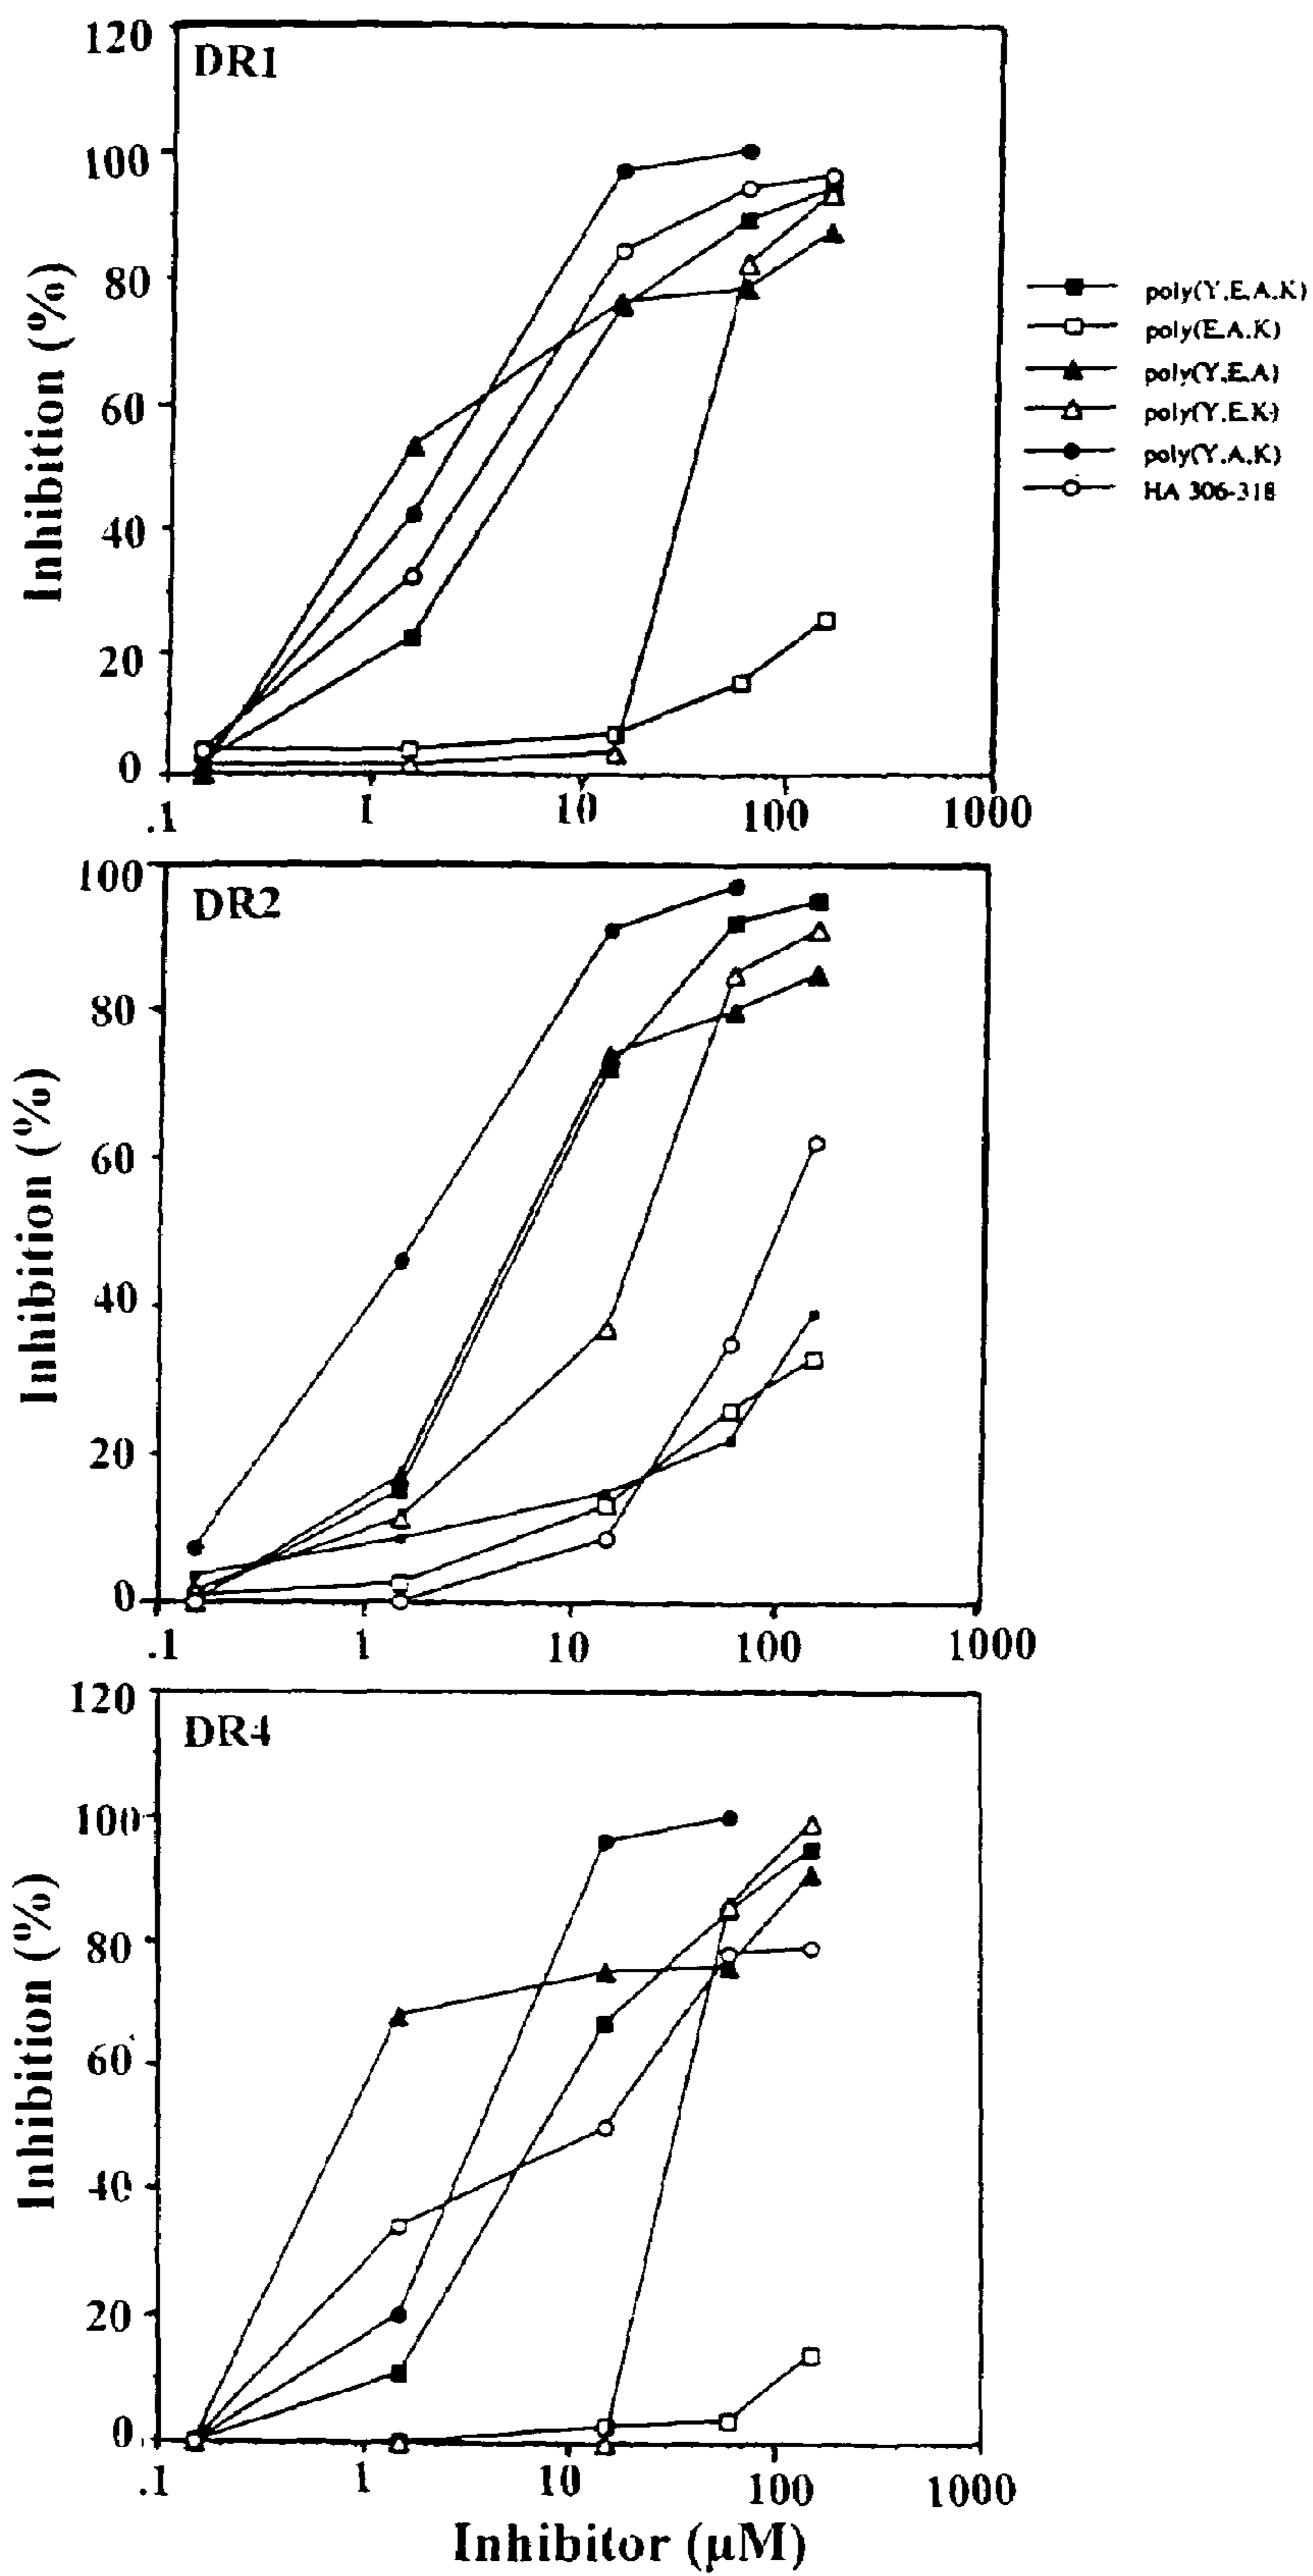 120
DR1
100
80
60
40
20
0
Inhibition (%)
.1 1 10 100 1000
poly(Y,E,A,K)
poly(E,A,K)
poly(Y,E,A)
poly(Y,E,K)
poly(Y,A,K)
HA 306-318
100
DR2
80
60
40
20
0
Inhibition (%)
.1 1 10 100 1000
120
DR4
100
80
60
40
20
0
Inhibition (%)
.1 1 10 100 1000
Inhibitor (µM)